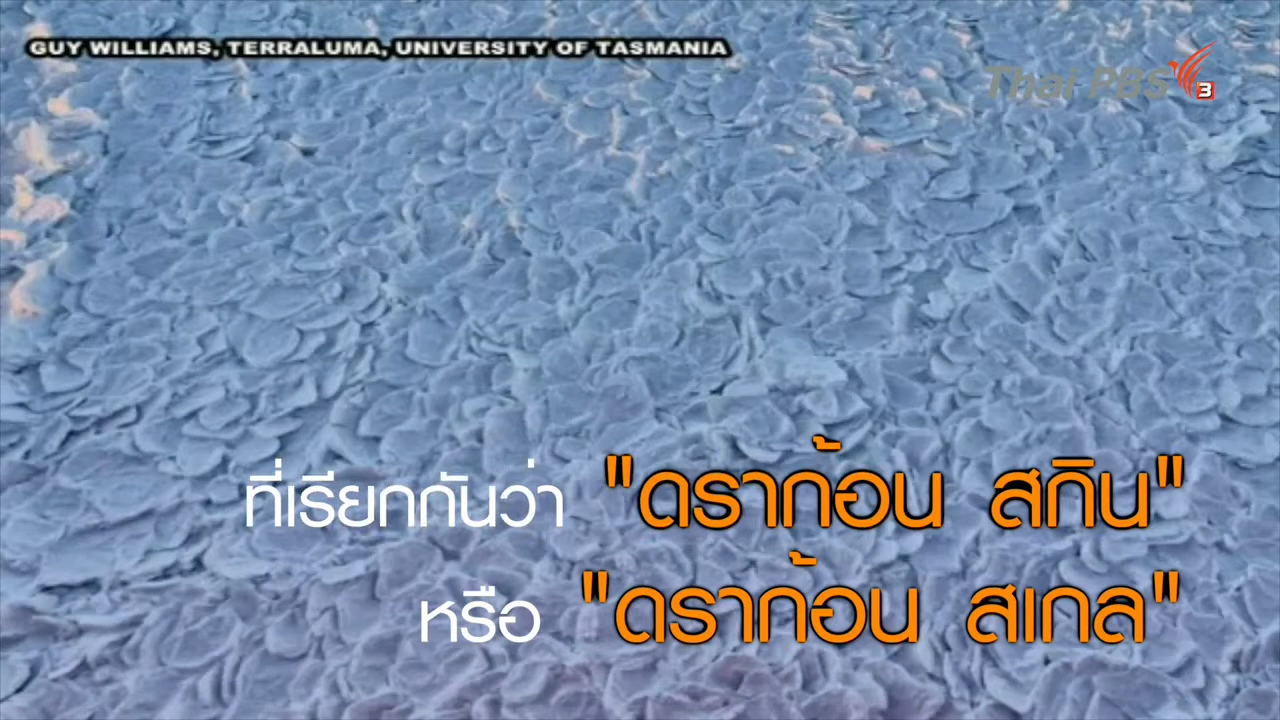 GUY WILLIAMS, TERRALUMA, UNIVERSITY OF TASMANIA
Thai PBS 3
ที่เรียกกันว่า "ดราก้อน สกิน"
หรือ "ดราก้อน สเกล"